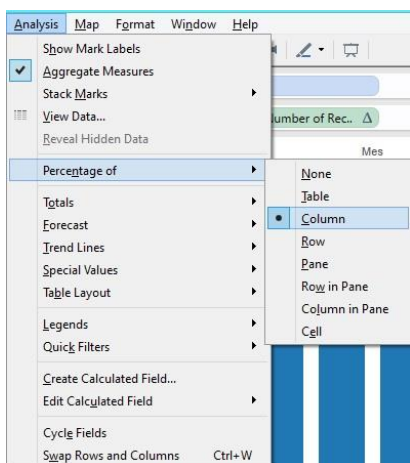 Analysis Map Format Window Help
Show Mark Labels
Aggregate Measures
Stack Marks
View Data...
Reveal Hidden Data
Percentage of
Totals
Forecast
Trend Lines
Special Values
Table Layout
Legends
Quick Filters
Create Calculated Field...
Edit Calculated Field
Cycle Fields
Swap Rows and Columns Ctrl+W
umber of Rec.. Δ
Mes
None
Table
Column
Row
Pane
Row in Pane
Column in Pane
Cell